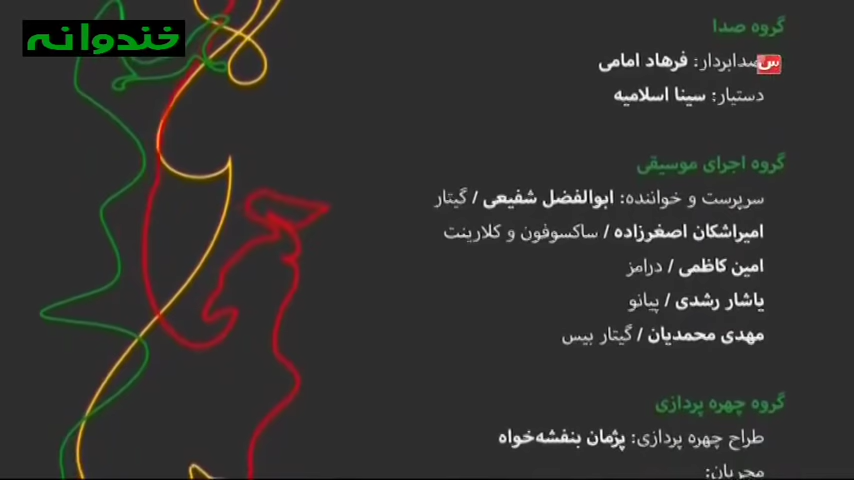 خندوانه
گروه صدا
صدابردار: فرهاد امامی
دستیار: سینا اسلامیه
گروه اجرای موسیقی
سرپرست و خواننده: ابوالفضل شفیعی / گیتار
امیراشکان اصغرزاده / ساکسوفون و کلارینت
امین کاظمی / درامز
یاشار رشدی / پیانو
مهدی محمدیان / گیتار بیس
گروه چهره پردازی
طراح چهره پردازی: پژمان بنفشه‌خواه
مجریان: